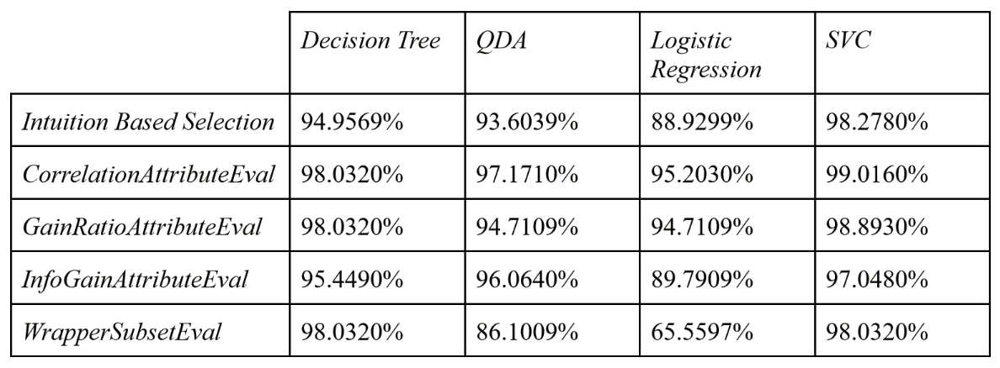 Decision Tree QDA Logistic SVC
Regression
Intuition Based Selection 94.9569% 93.6039% 88.9299% 98.2780%
CorrelationAttributeEval 98.0320% 97.1710% 95.2030% 99.0160%
GainRatioAttributeEval 98.0320% 94.7109% 94.7109% 98.8930%
InfoGainAttributeEval 95.4490% 96.0640% 89.7909% 97.0480%
WrapperSubsetEval 98.0320% 86.1009% 65.5597% 98.0320%